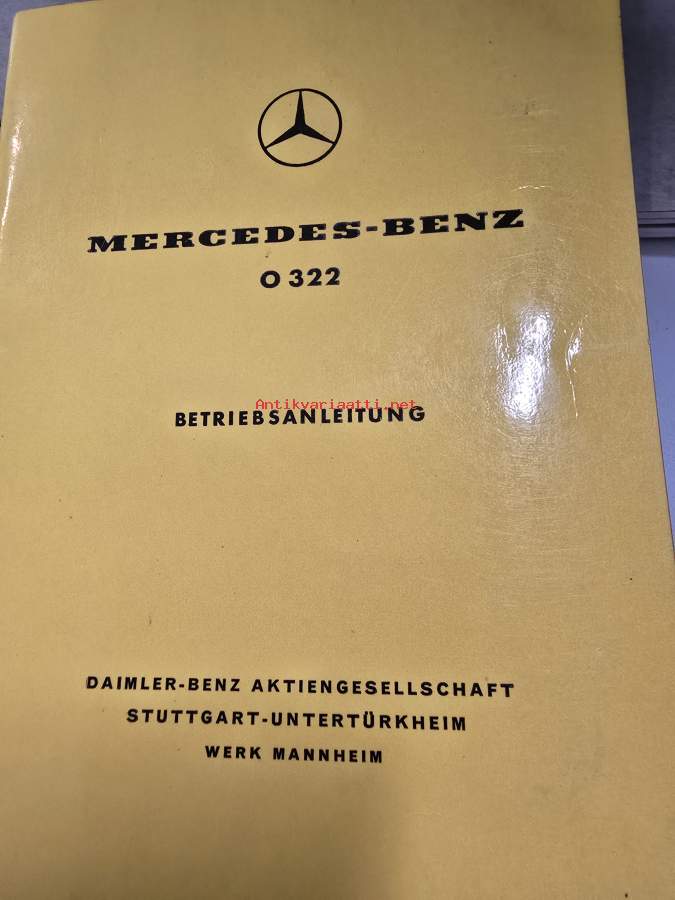 MERCEDES-BENZ
O 322
Antikvariaatti.net
BETRIEBSANLEITUNG
DAIMLER-BENZ AKTIENGESELLSCHAFT
STUTTGART-UNTERTÜRKHEIM
WERK MANNHEIM